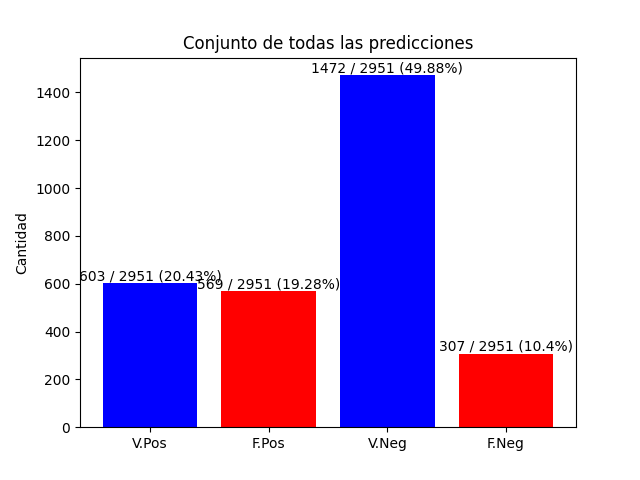 Conjunto de todas las predicciones
Cantidad
1400
1200
1000
800
600
400
200
0
603 / 2951 (20.43%)
569 / 2951 (19.28%)
1472 / 2951 (49.88%)
307 / 2951 (10.4%)
V.Pos
F.Pos
V.Neg
F.Neg